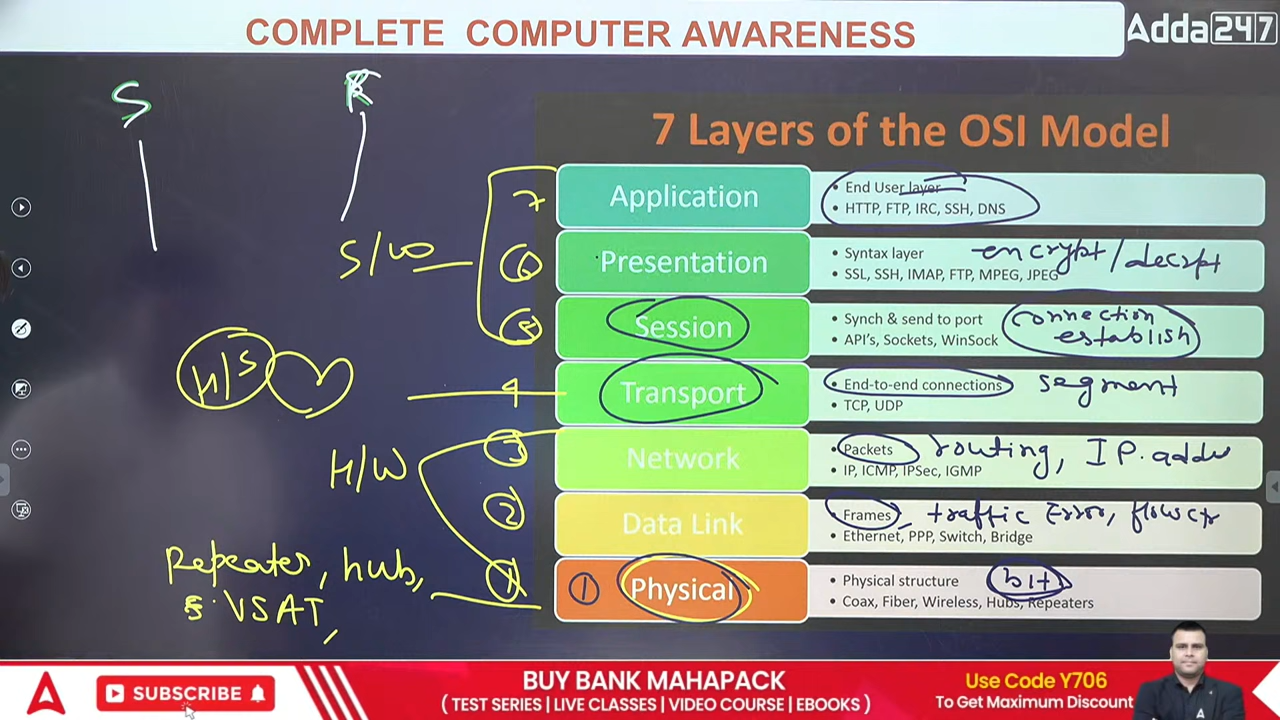 COMPLETE COMPUTER AWARENESS
Adda247
S
R
7 Layers of the OSI Model
7
Application
• End User layer
• HTTP, FTP, IRC, SSH, DNS
S/W
6
Presentation
• Syntax layer
encrypt/decrpt
• SSL, SSH, IMAP, FTP, MPEG, JPEG
5
Session
• Synch & send to port
• API's, Sockets, WinSock
connection
establish
H/S
4
Transport
• End-to-end connections
segment
• TCP, UDP
H/W
3
Network
• Packets
routing, IP.addr
• IP, ICMP, IPSec, IGMP
2
Data Link
• Frames
traffic Error, flow
• Ethernet, PPP, Switch, Bridge
Repeater, hub,
VSAT,
1
1
Physical
• Physical structure
bit
• Coax, Fiber, Wireless, Hubs, Repeaters
SUBSCRIBE
BUY BANK MAHAPACK
( TEST SERIES | LIVE CLASSES | VIDEO COURSE | EBOOKS )
Use Code Y706
To Get Maximum Discount